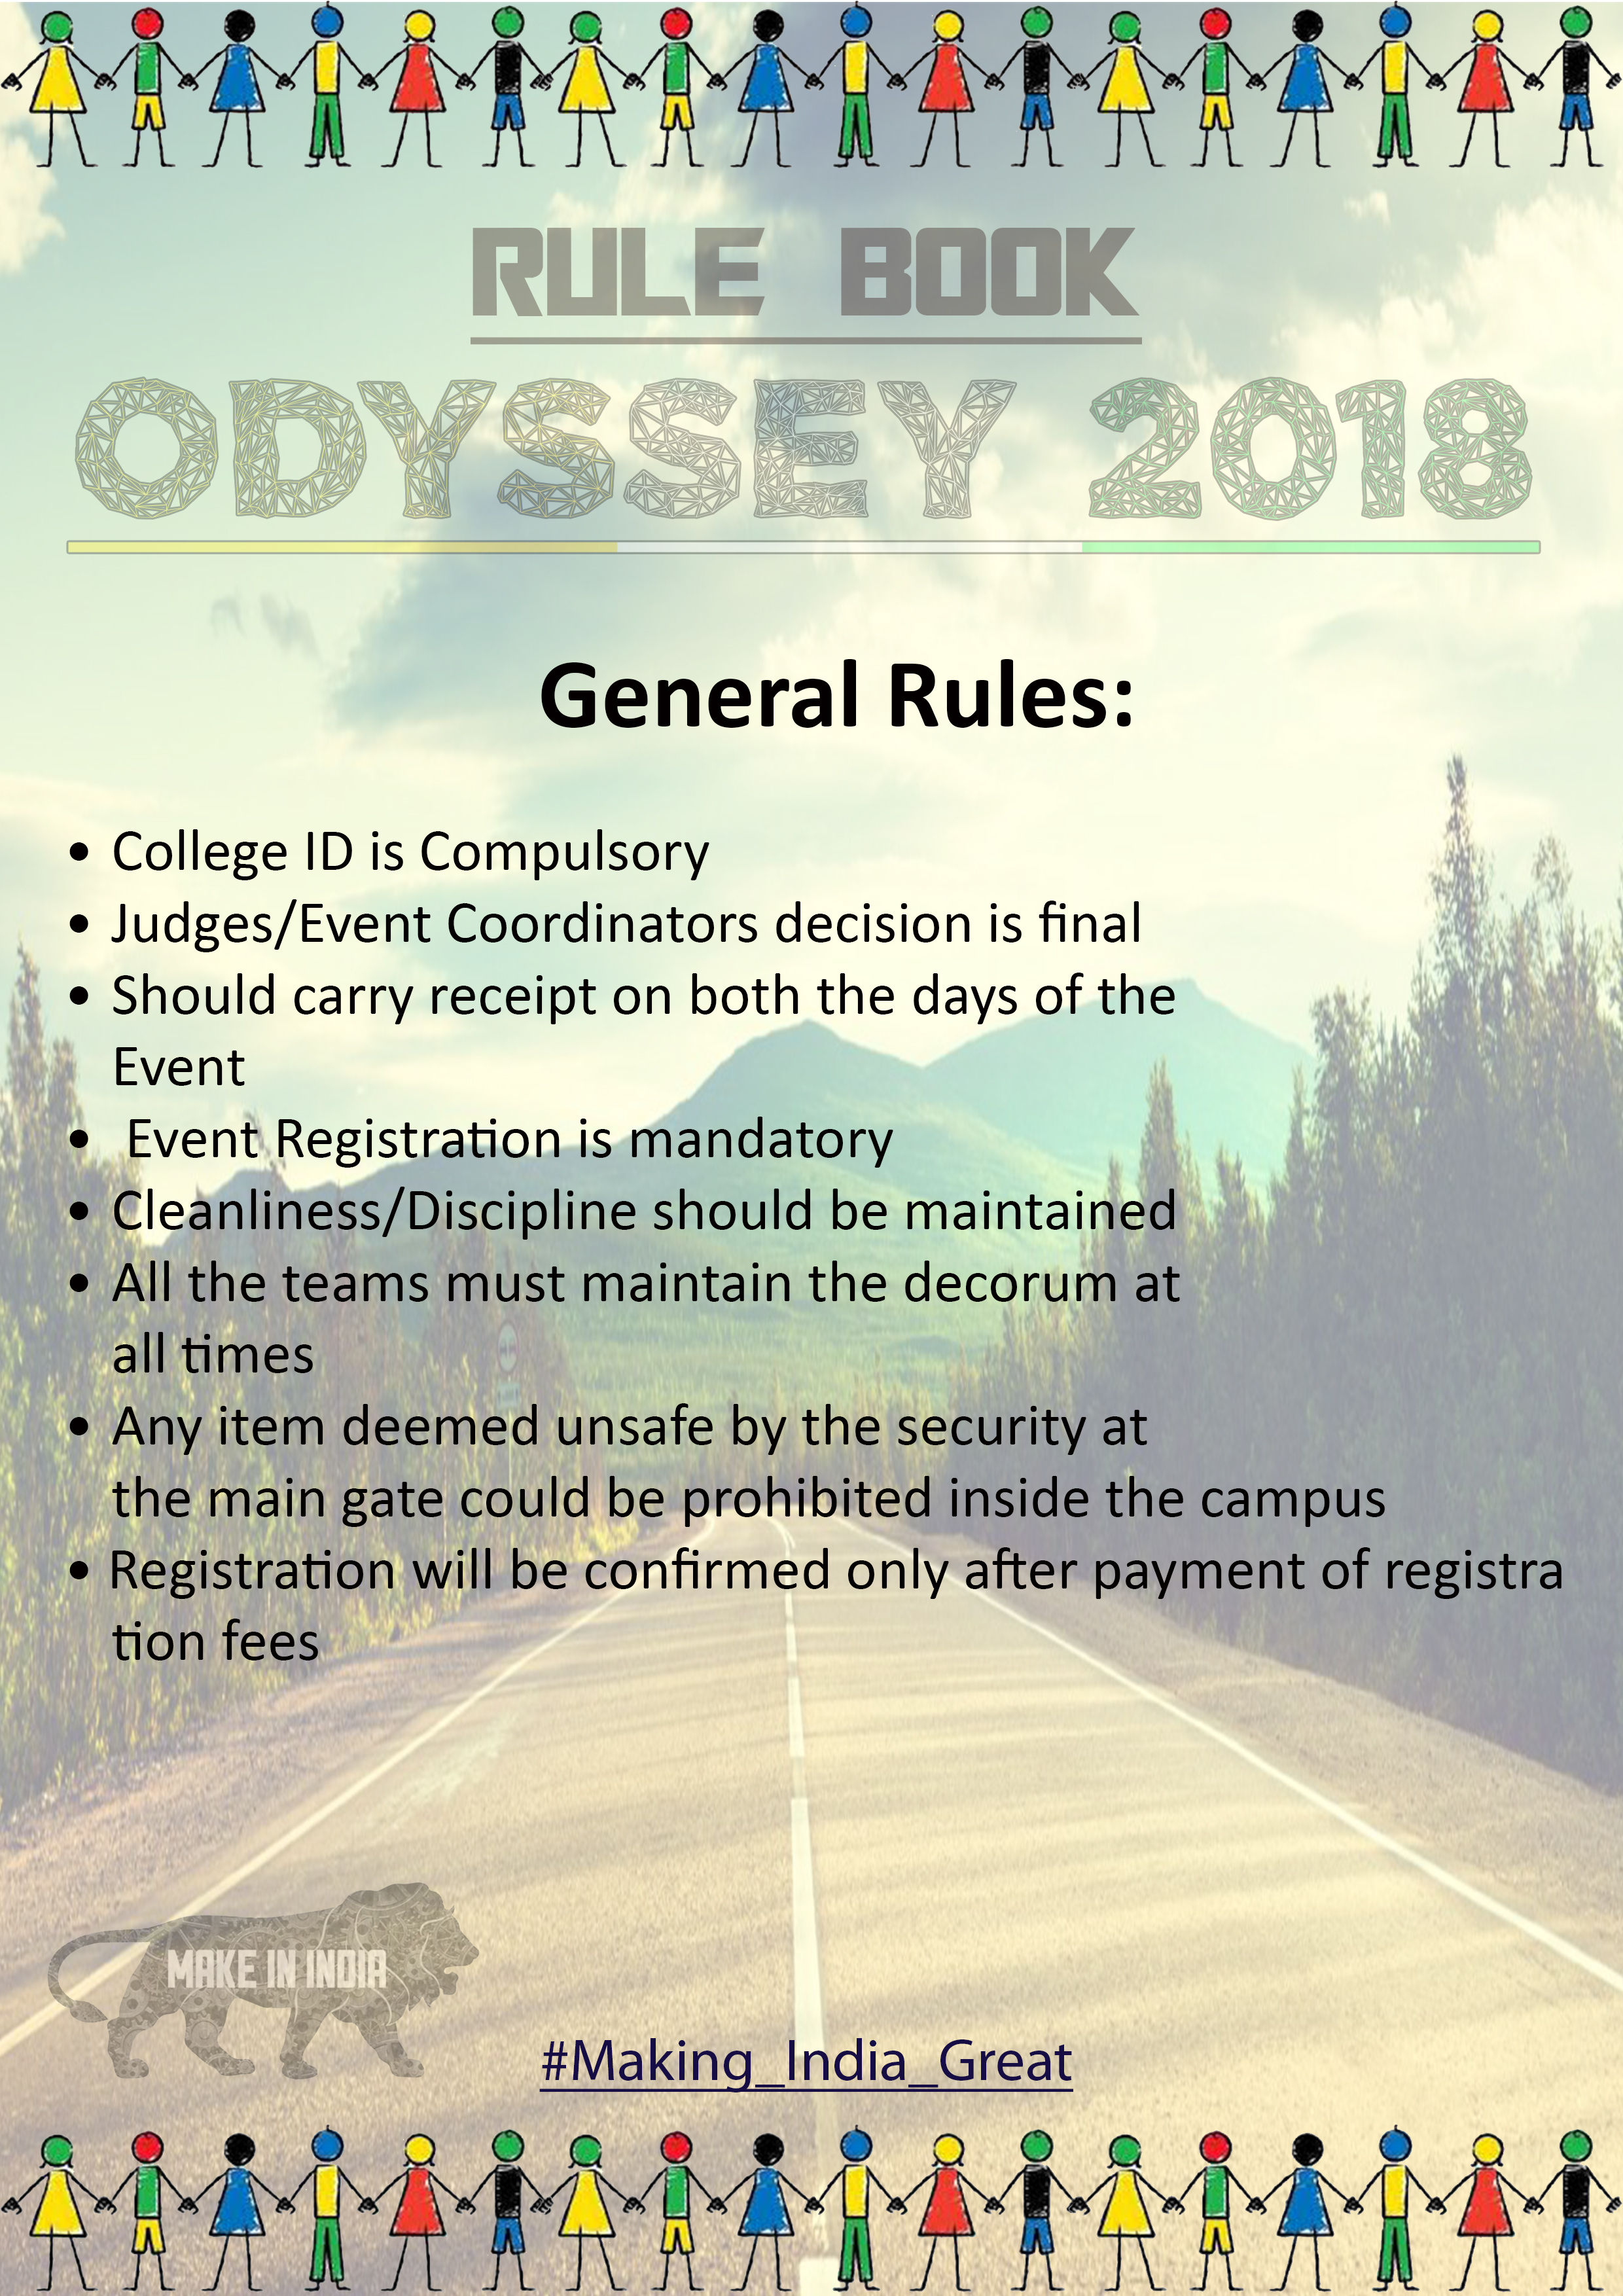 RULE BOOK
ODYSSEY 2018
General Rules:
• College ID is Compulsory
• Judges/Event Coordinators decision is final
• Should carry receipt on both the days of the
Event
• Event Registration is mandatory
• Cleanliness/Discipline should be maintained
• All the teams must maintain the decorum at
all times
• Any item deemed unsafe by the security at
the main gate could be prohibited inside the campus
• Registration will be confirmed only after payment of registra
tion fees
MAKE IN INDIA
#Making_India_Great